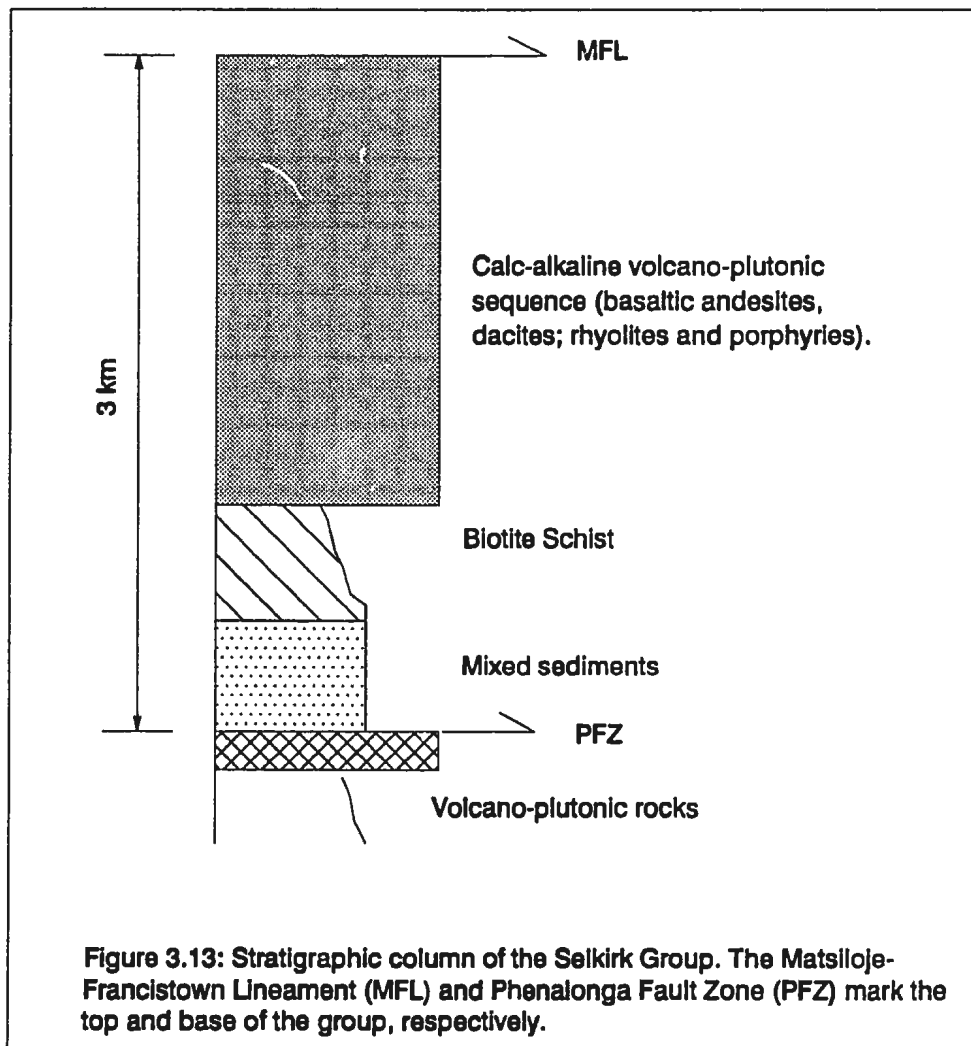 MFL
Calc-alkaline volcano-plutonic
sequence (basaltic andesites,
dacites; rhyolites and porphyries).
3 km
Biotite Schist
Mixed sediments
PFZ
Volcano-plutonic rocks
Figure 3.13: Stratigraphic column of the Selkirk Group. The Matsiloje-
Francistown Lineament (MFL) and Phenalonga Fault Zone (PFZ) mark the
top and base of the group, respectively.